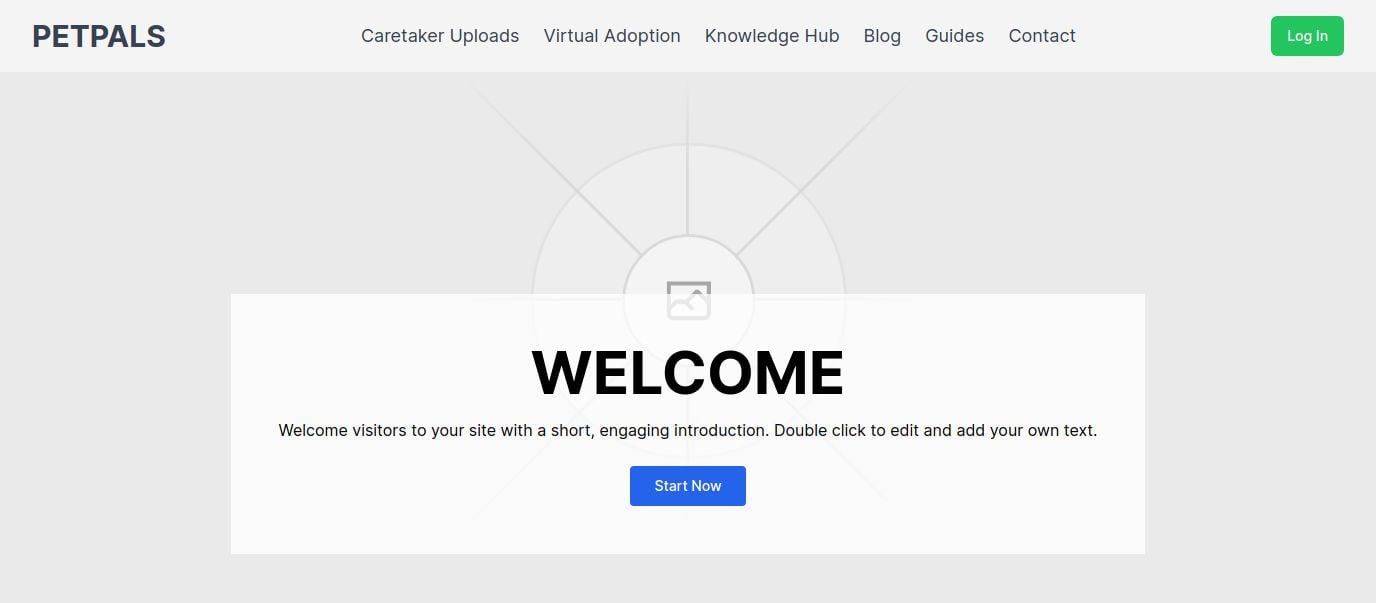 PETPALS
Caretaker Uploads Virtual Adoption Knowledge Hub Blog Guides Contact
Log In
WELCOME
Welcome visitors to your site with a short, engaging introduction. Double click to edit and add your own text.
Start Now